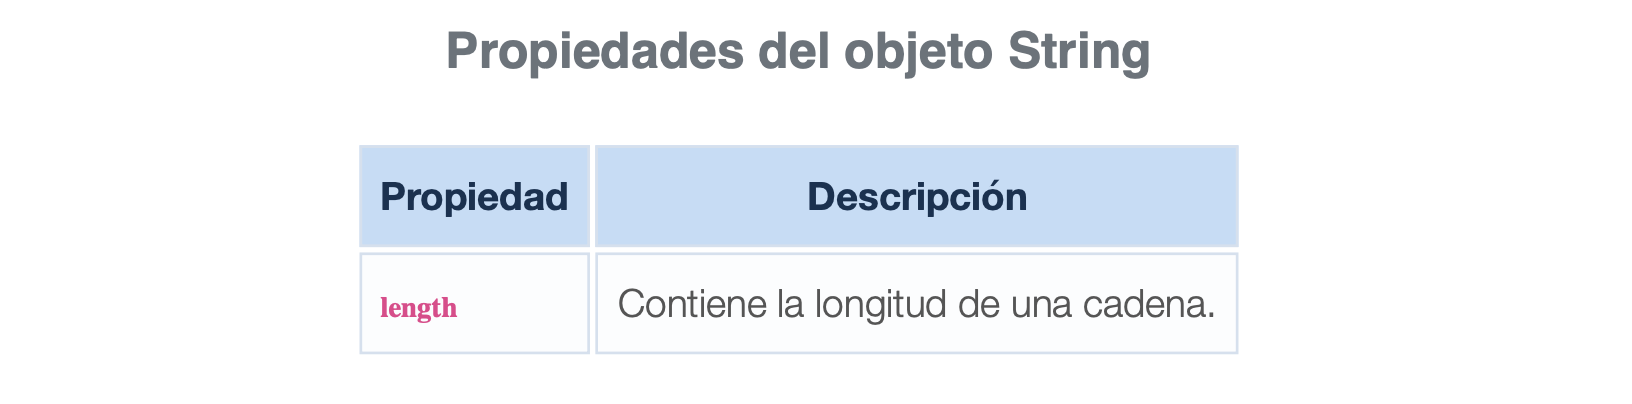 Propiedades del objeto String
Propiedad Descripción
length Contiene la longitud de una cadena.